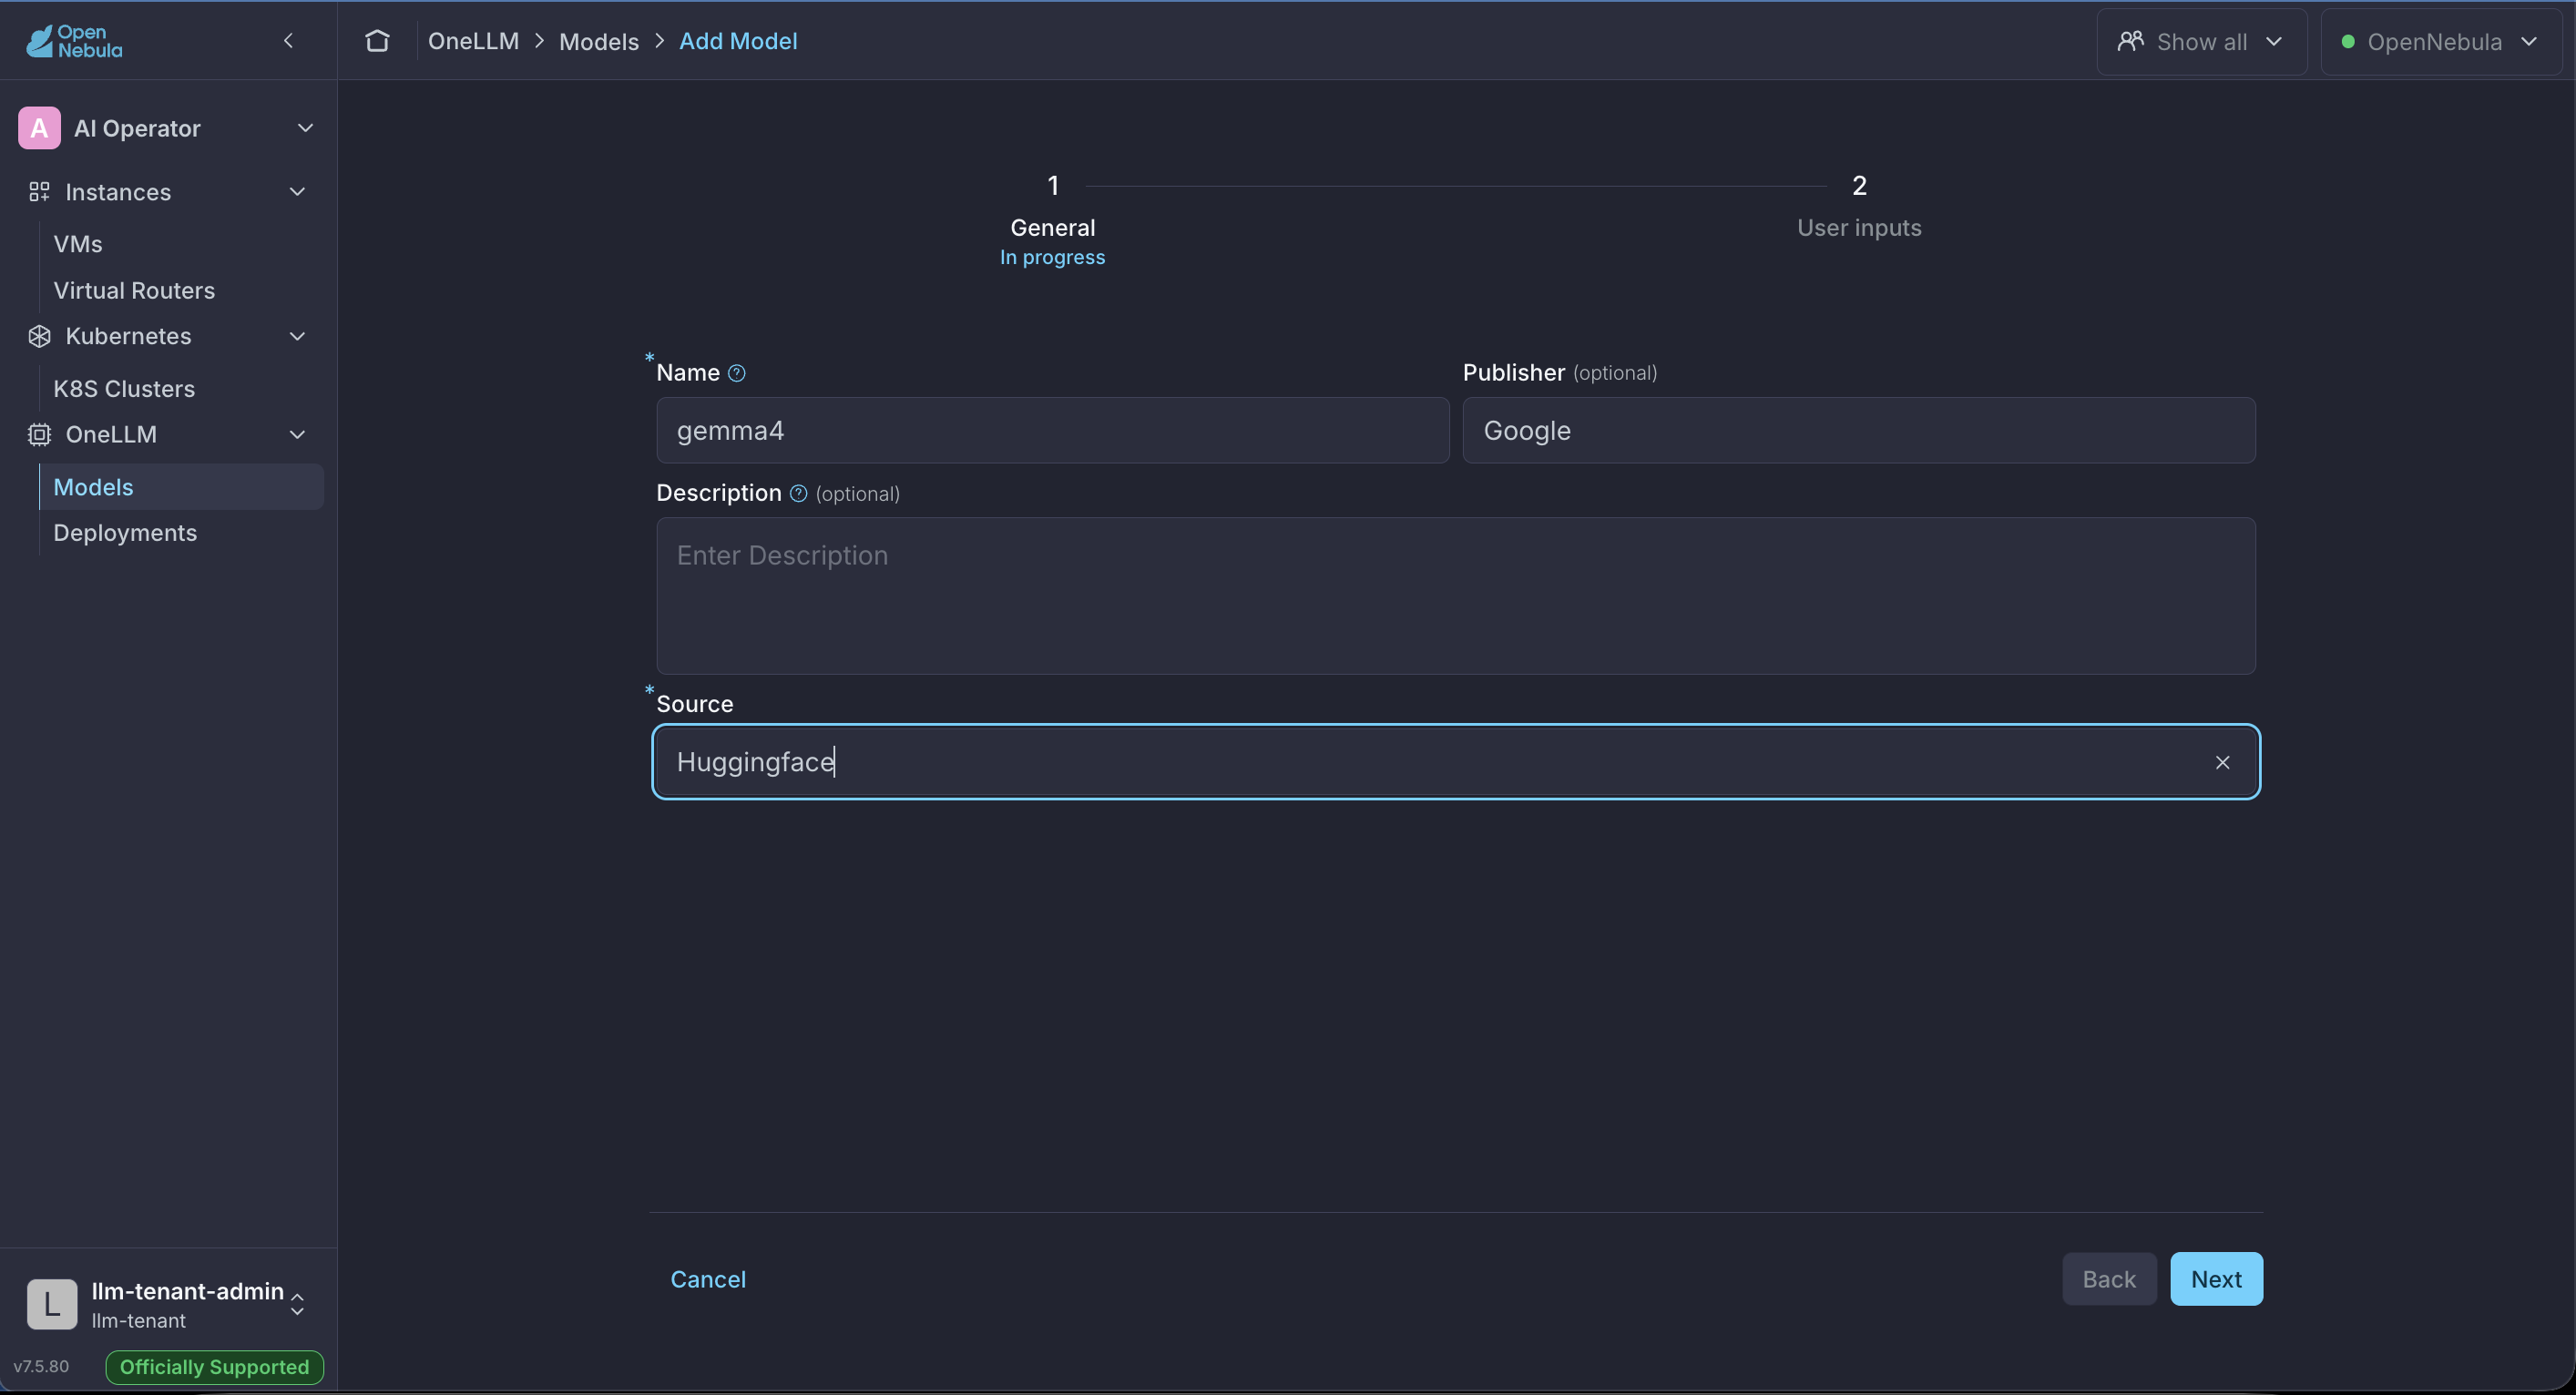 Open
Nebula
OneLLM > Models > Add Model
Show all
OpenNebula
A AI Operator
Instances
VMs
Virtual Routers
Kubernetes
K8S Clusters
OneLLM
Models
Deployments
1
General
In progress
2
User inputs
* Name ?
gemma4
Publisher (optional)
Google
Description ? (optional)
Enter Description
* Source
Huggingface
Cancel
Back
Next
L
llm-tenant-admin
llm-tenant
v7.5.80
Officially Supported